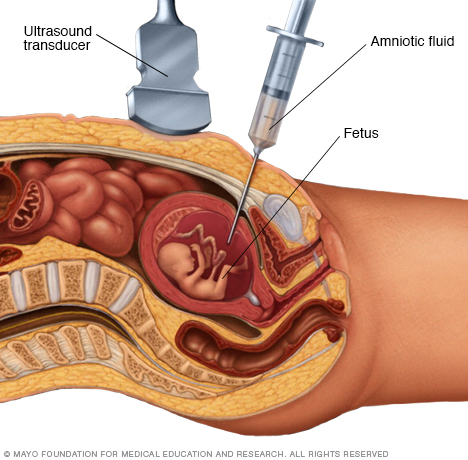 Ultrasound
transducer
Amniotic fluid
Fetus
© MAYO FOUNDATION FOR MEDICAL EDUCATION AND RESEARCH. ALL RIGHTS RESERVED